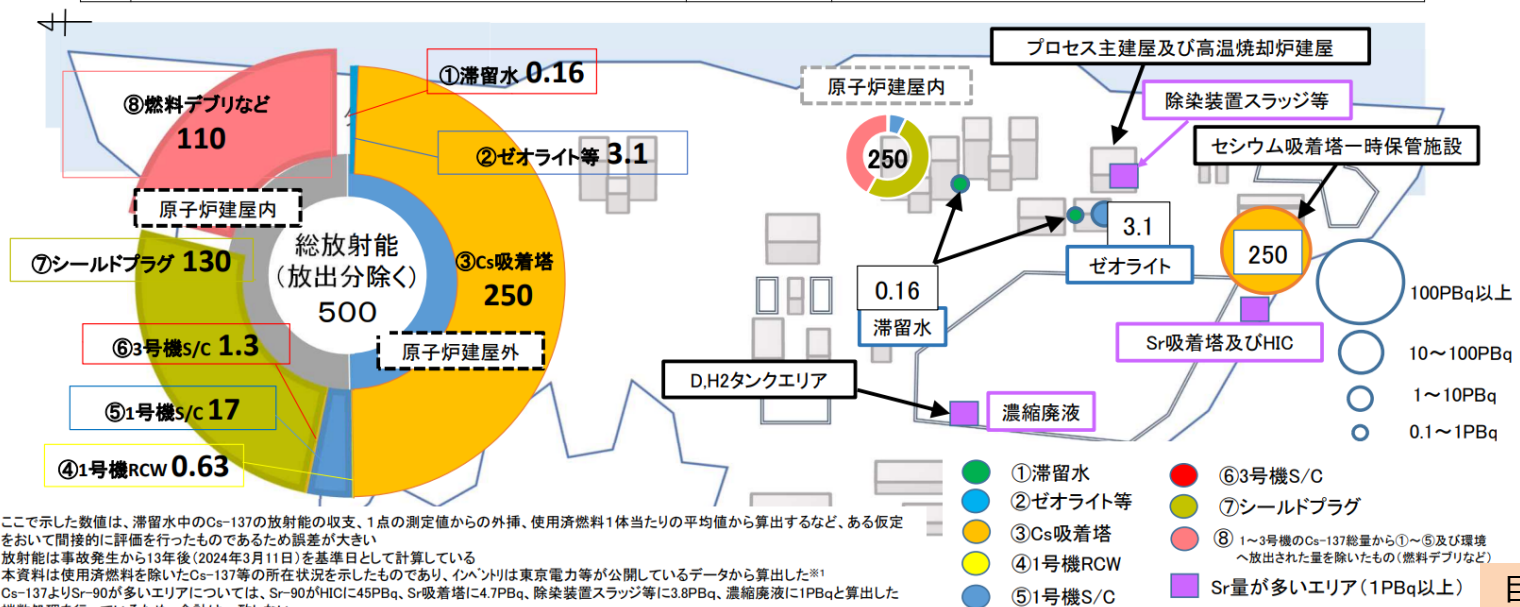 ①滞留水 0.16
⑧燃料デブリなど
110
②ゼオライト等 3.1
原子炉建屋内
総放射能
(放出分除く)
500
③Cs吸着塔
250
⑦シールドプラグ 130
原子炉建屋外
⑥3号機S/C 1.3
⑤1号機S/C 17
④1号機RCW 0.63
プロセス主建屋及び高温焼却炉建屋
原子炉建屋内
除染装置スラッジ等
セシウム吸着塔一時保管施設
250
3.1
ゼオライト
250
0.16
滞留水
Sr吸着塔及びHIC
D,H2タンクエリア
濃縮廃液
100PBq以上
10～100PBq
1～10PBq
0.1～1PBq
①滞留水
②ゼオライト等
③Cs吸着塔
④1号機RCW
⑤1号機S/C
⑥3号機S/C
⑦シールドプラグ
⑧ 1～3号機のCs-137総量から①～⑤及び環境
へ放出された量を除いたもの(燃料デブリなど)
Sr量が多いエリア(1PBq以上)
ここで示した数値は、滞留水中のCs-137の放射能の収支、1点の測定値からの外挿、使用済燃料1体当たりの平均値から算出するなど、ある仮定
をおいて間接的に評価を行ったものであるため誤差が大きい
放射能は事故発生から13年後(2024年3月11日)を基準日として計算している
本資料は使用済燃料を除いたCs-137等の所在状況を示したものであり、インベントリは東京電力等が公開しているデータから算出した※1
Cs-137よりSr-90が多いエリアについては、Sr-90がHICに45PBq、Sr吸着塔に4.7PBq、除染装置スラッジ等に3.8PBq、濃縮廃液に1PBqと算出した